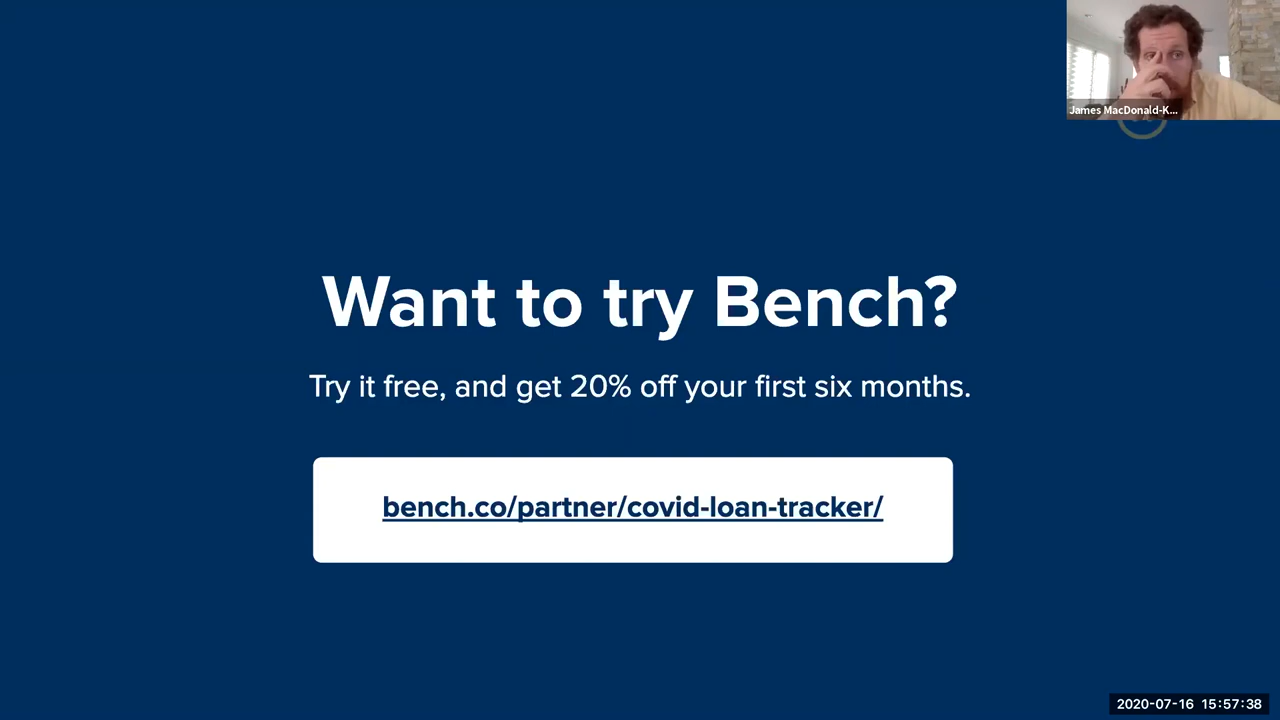 James MacDonald-K...
Want to try Bench?
Try it free, and get 20% off your first six months.
bench.co/partner/covid-loan-tracker/
2020-07-16 15:57:38